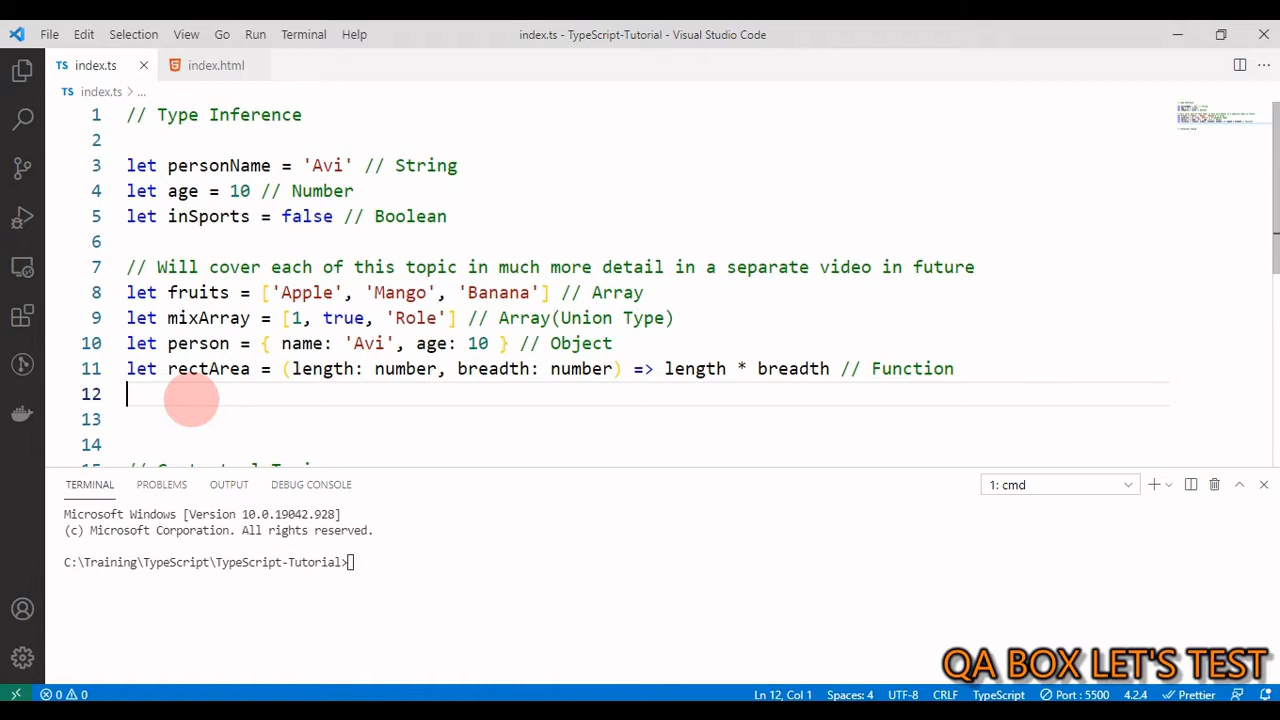 File Edit Selection View Go Run Terminal Help index.ts - TypeScript-Tutorial - Visual Studio Code
TS index.ts index.html
TS index.ts > ...
1 // Type Inference
2
3 let personName = 'Avi' // String
4 let age = 10 // Number
5 let inSports = false // Boolean
6
7 // Will cover each of this topic in much more detail in a separate video in future
8 let fruits = ['Apple', 'Mango', 'Banana'] // Array
9 let mixArray = [1, true, 'Role'] // Array(Union Type)
10 let person = { name: 'Avi', age: 10 } // Object
11 let rectArea = (length: number, breadth: number) => length * breadth // Function
12
13
14
TERMINAL PROBLEMS OUTPUT DEBUG CONSOLE 1: cmd
Microsoft Windows [Version 10.0.19042.928]
(c) Microsoft Corporation. All rights reserved.
C:\Training\TypeScript\TypeScript-Tutorial>
QA BOX LET'S TEST
0 0 Ln 12, Col 1 Spaces: 4 UTF-8 CRLF TypeScript Port : 5500 4.2.4 Prettier